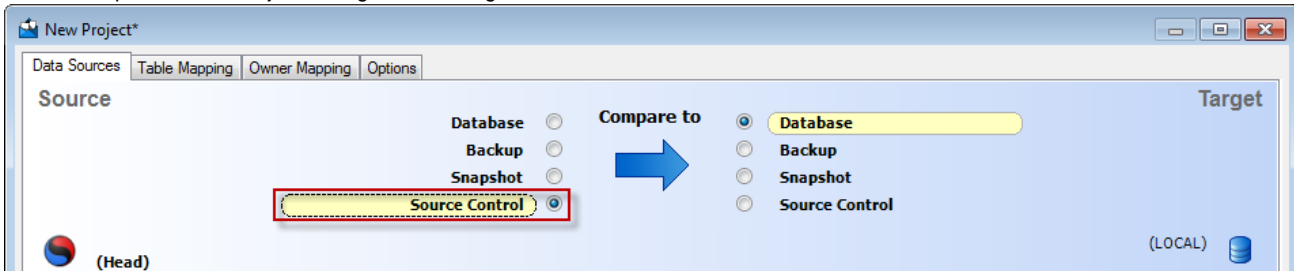 New Project*
Data Sources Table Mapping Owner Mapping Options
Source Target
Database Compare to Database
Backup Backup
Snapshot Snapshot
Source Control Source Control
(Head) (LOCAL)